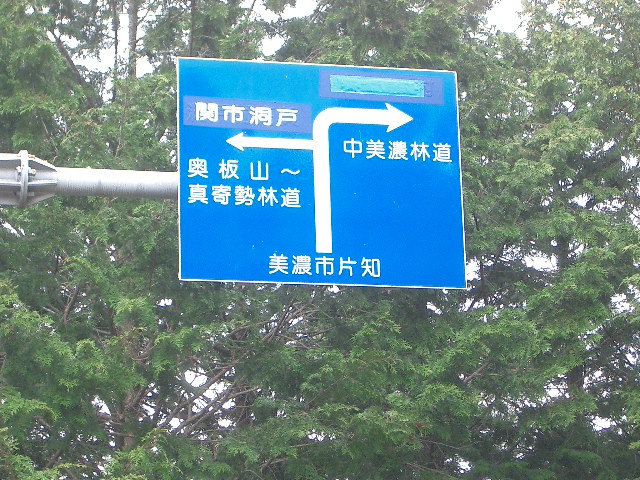 関市洞戸
中美濃林道
奥板山～
真寄勢林道
美濃市片知